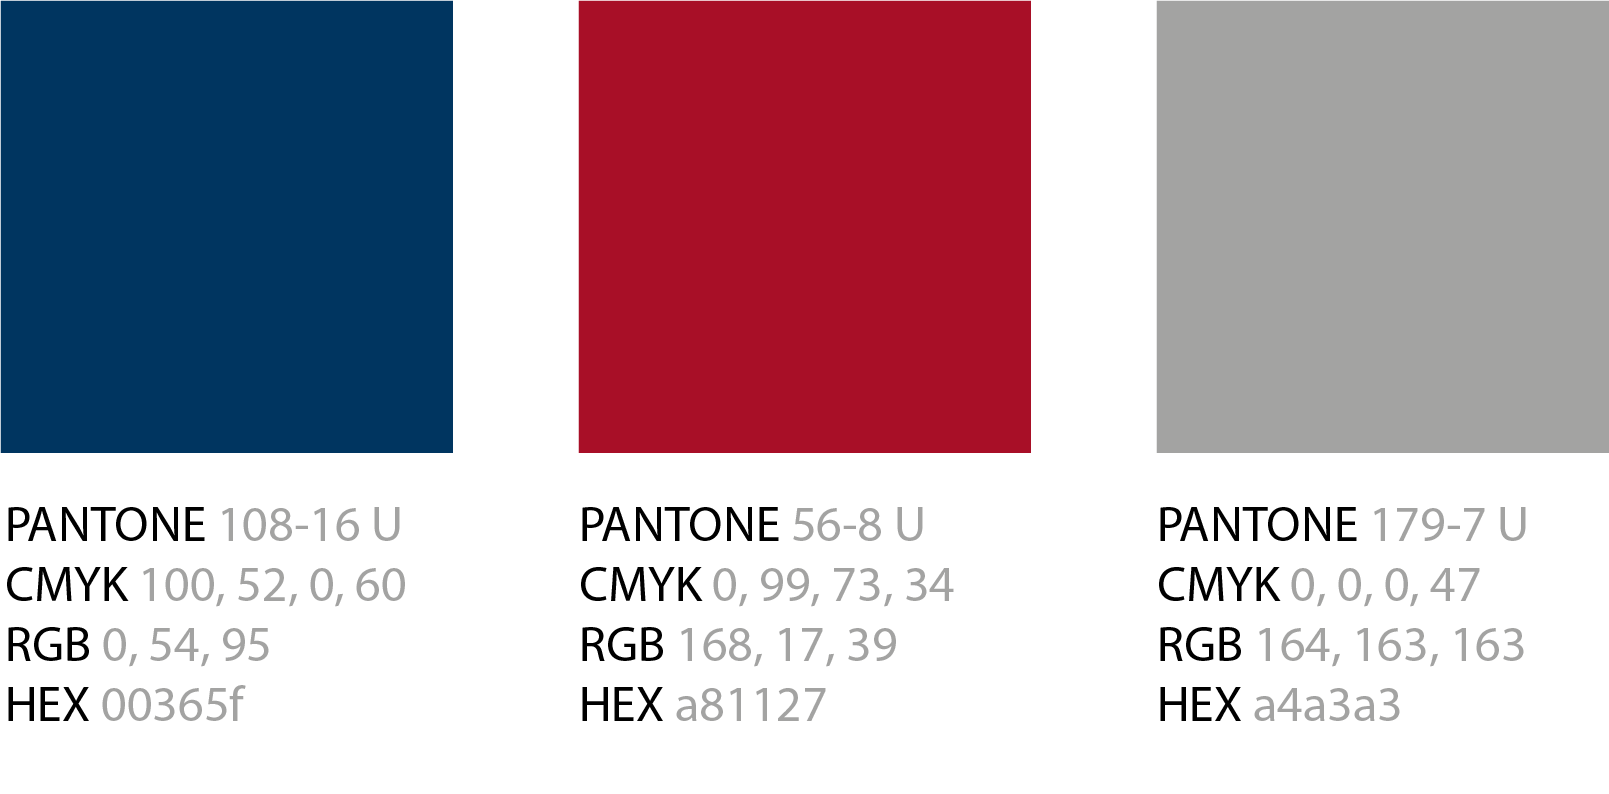 PANTONE 108-16 U
CMYK 100, 52, 0, 60
RGB 0, 54, 95
HEX 00365f
PANTONE 56-8 U
CMYK 0, 99, 73, 34
RGB 168, 17, 39
HEX a81127
PANTONE 179-7 U
CMYK 0, 0, 0, 47
RGB 164, 163, 163
HEX a4a3a3